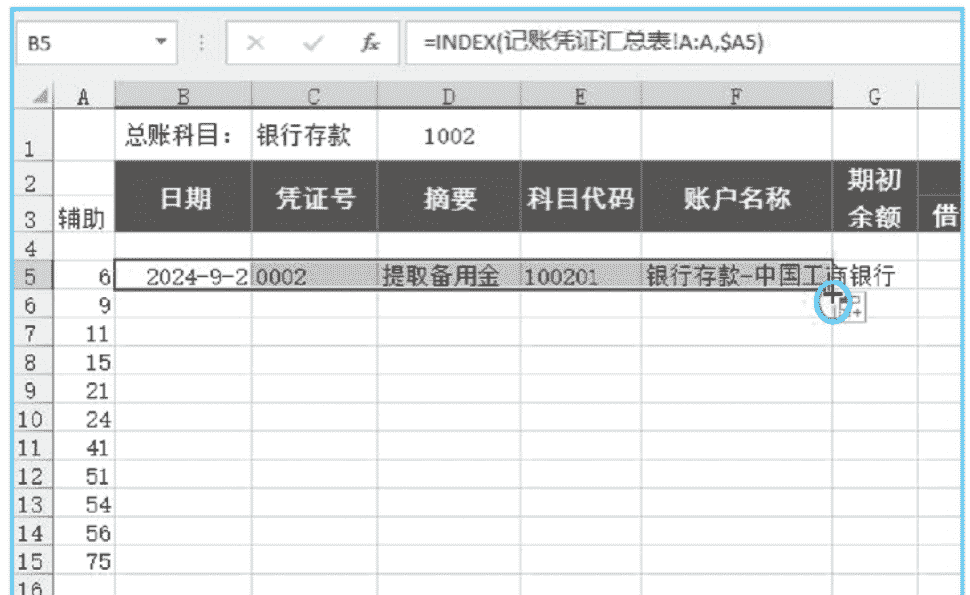 B5 fx =INDEX(记账凭证汇总表!A:A,$A5)
A B C D E F G
1 总账科目： 银行存款 1002
2 日期 凭证号 摘要 科目代码 账户名称 期初
3 辅助 余额 借
4
5 6 2024-9-2 0002 提取备用金 100201 银行存款-中国工商银行
6 9
7 11
8 15
9 21
10 24
11 41
12 51
13 54
14 56
15 75
16